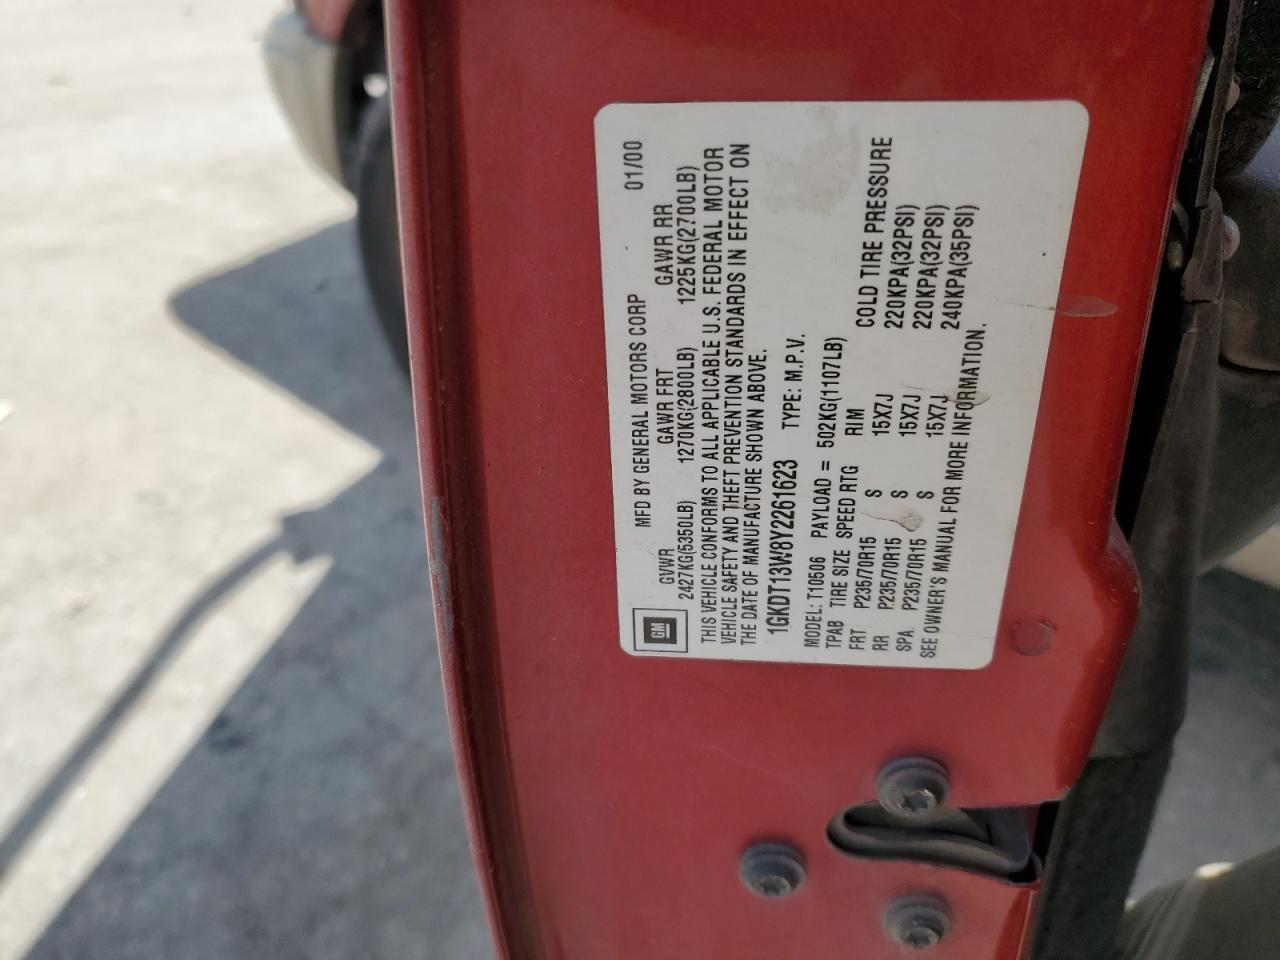 MFD BY GENERAL MOTORS CORP 01/00
GM
GVWR GAWR FRT GAWR RR
2427KG(5350LB) 1270KG(2800LB) 1225KG(2700LB)
THIS VEHICLE CONFORMS TO ALL APPLICABLE U.S. FEDERAL MOTOR
VEHICLE SAFETY AND THEFT PREVENTION STANDARDS IN EFFECT ON
THE DATE OF MANUFACTURE SHOWN ABOVE.
1GKDT13W8Y2261623 TYPE: M.P.V.
MODEL: T10506 PAYLOAD = 502KG(1107LB)
TPAB TIRE SIZE SPEED RTG RIM COLD TIRE PRESSURE
FRT P235/70R15 S 15X7J 220KPA(32PSI)
RR P235/70R15 S 15X7J 220KPA(32PSI)
SPA P235/70R15 S 15X7J 240KPA(35PSI)
SEE OWNER'S MANUAL FOR MORE INFORMATION.